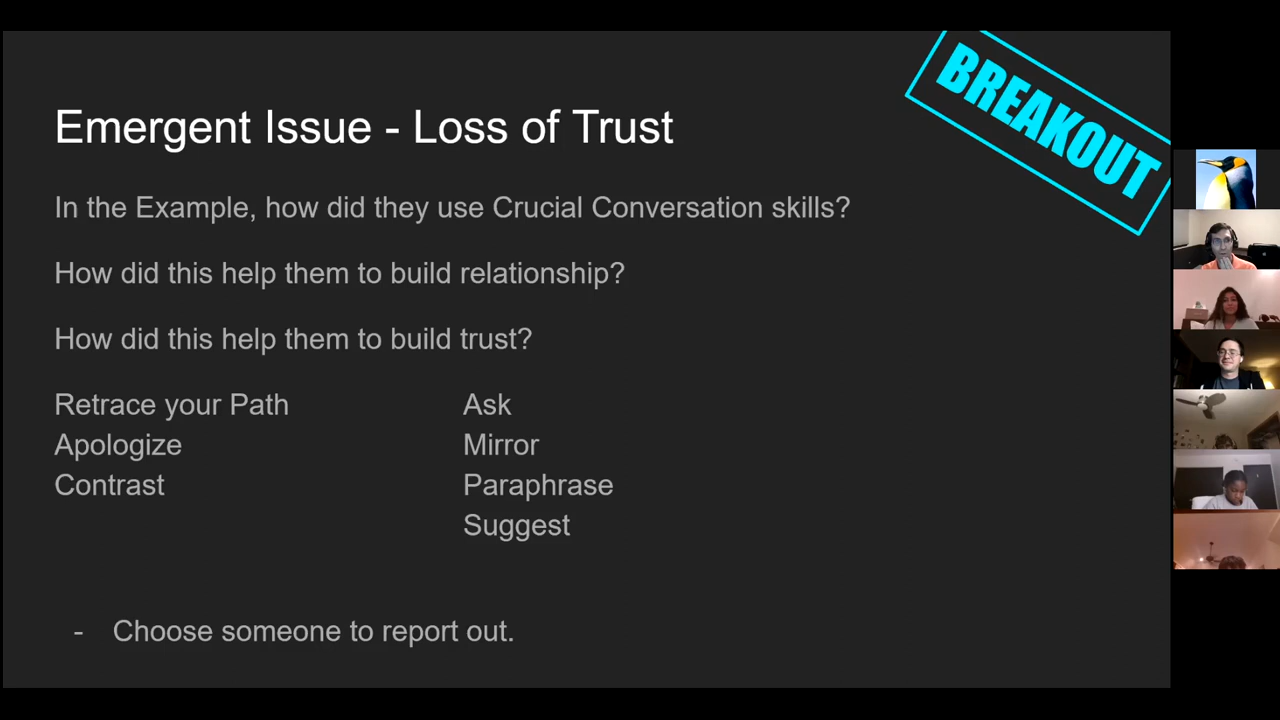 BREAKOUT
Emergent Issue - Loss of Trust
In the Example, how did they use Crucial Conversation skills?
How did this help them to build relationship?
How did this help them to build trust?
Retrace your Path
Apologize
Contrast
Ask
Mirror
Paraphrase
Suggest
- Choose someone to report out.